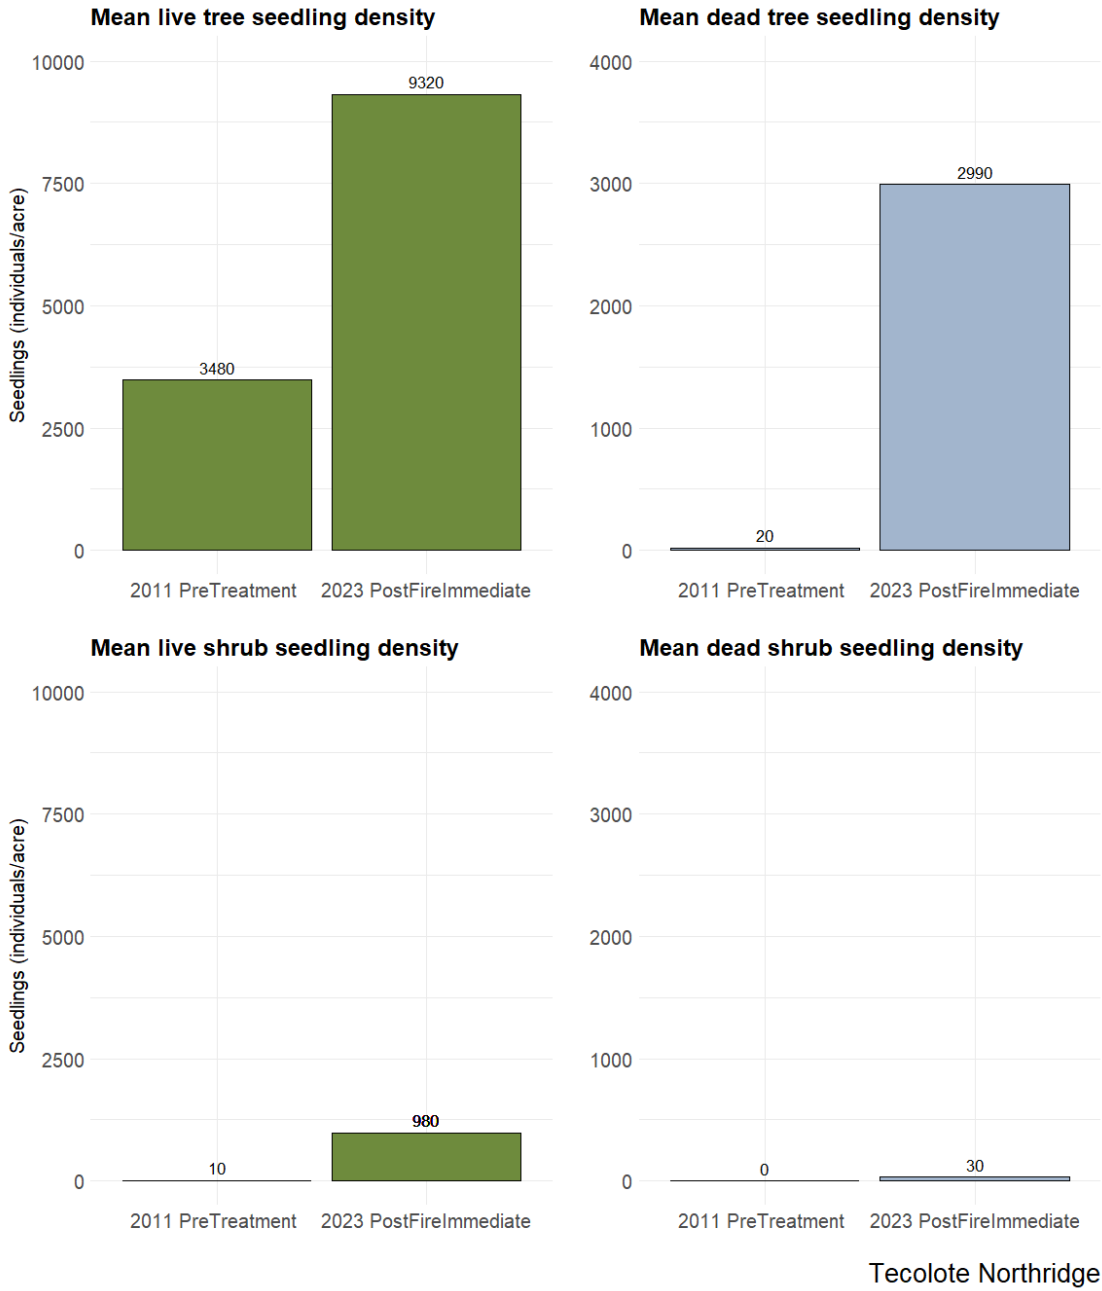 Mean live tree seedling density
Seedlings (individuals/acre)
10000
7500
5000
2500
0
9320
3480
2011 PreTreatment
2023 PostFireImmediate
Mean dead tree seedling density
4000
3000
2000
1000
0
2990
20
2011 PreTreatment
2023 PostFireImmediate
Mean live shrub seedling density
Seedlings (individuals/acre)
10000
7500
5000
2500
0
980
10
2011 PreTreatment
2023 PostFireImmediate
Mean dead shrub seedling density
4000
3000
2000
1000
0
0
30
2011 PreTreatment
2023 PostFireImmediate
Tecolote Northridge